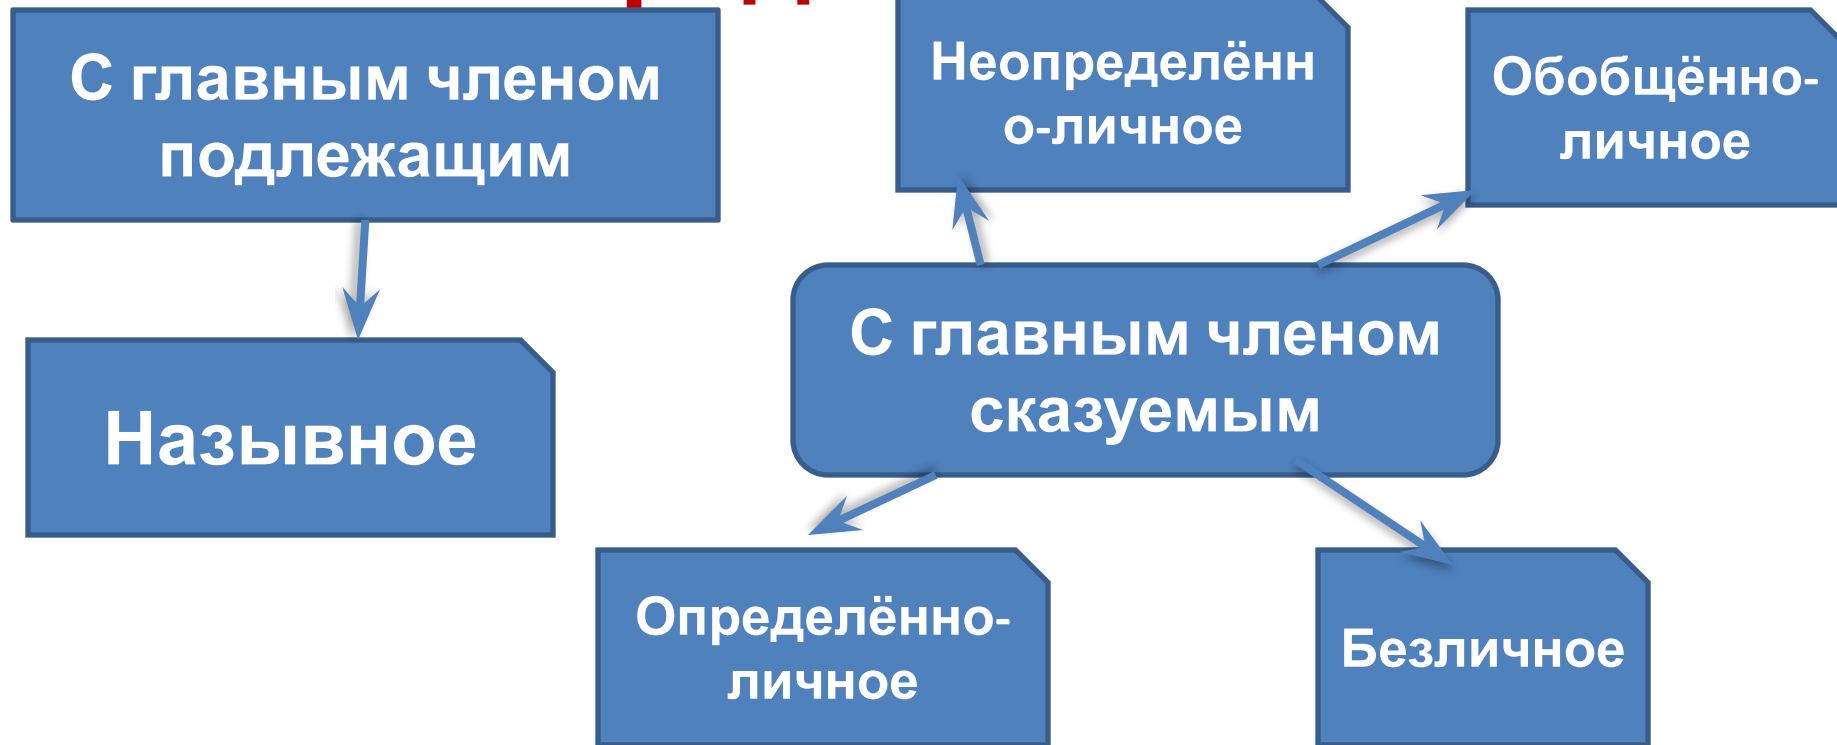 С главным членом
подлежащим
Неопределённ
о-личное
Обобщённо-
личное
С главным членом
сказуемым
Назывное
Определённо-
личное
Безличное